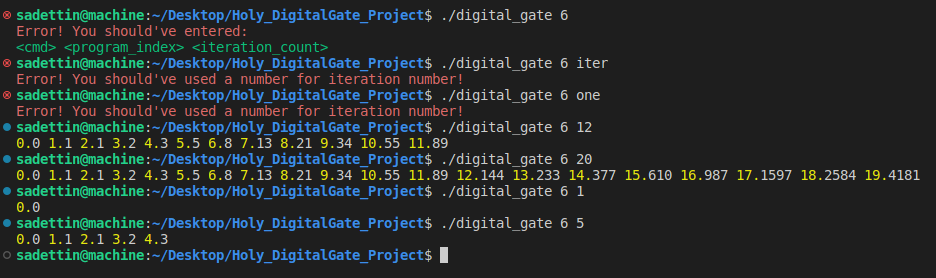 sadettin@machine:~/Desktop/Holy_DigitalGate_Project$ ./digital_gate 6
Error! You should've entered:
<cmd> <program_index> <iteration_count>
sadettin@machine:~/Desktop/Holy_DigitalGate_Project$ ./digital_gate 6 iter
Error! You should've used a number for iteration number!
sadettin@machine:~/Desktop/Holy_DigitalGate_Project$ ./digital_gate 6 one
Error! You should've used a number for iteration number!
sadettin@machine:~/Desktop/Holy_DigitalGate_Project$ ./digital_gate 6 12
0.0 1.1 2.1 3.2 4.3 5.5 6.8 7.13 8.21 9.34 10.55 11.89
sadettin@machine:~/Desktop/Holy_DigitalGate_Project$ ./digital_gate 6 20
0.0 1.1 2.1 3.2 4.3 5.5 6.8 7.13 8.21 9.34 10.55 11.89 12.144 13.233 14.377 15.610 16.987 17.1597 18.2584 19.4181
sadettin@machine:~/Desktop/Holy_DigitalGate_Project$ ./digital_gate 6 1
0.0
sadettin@machine:~/Desktop/Holy_DigitalGate_Project$ ./digital_gate 6 5
0.0 1.1 2.1 3.2 4.3
sadettin@machine:~/Desktop/Holy_DigitalGate_Project$